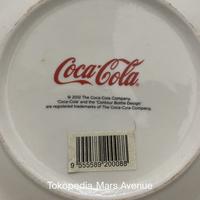 Coca-Cola
© 2012 The Coca-Cola Company.
'Coca-Cola' and the 'Contour Bottle Design'
are registered trademarks of The Coca-Cola Company.
9 555589 200088
Tokopedia Mars Avenue